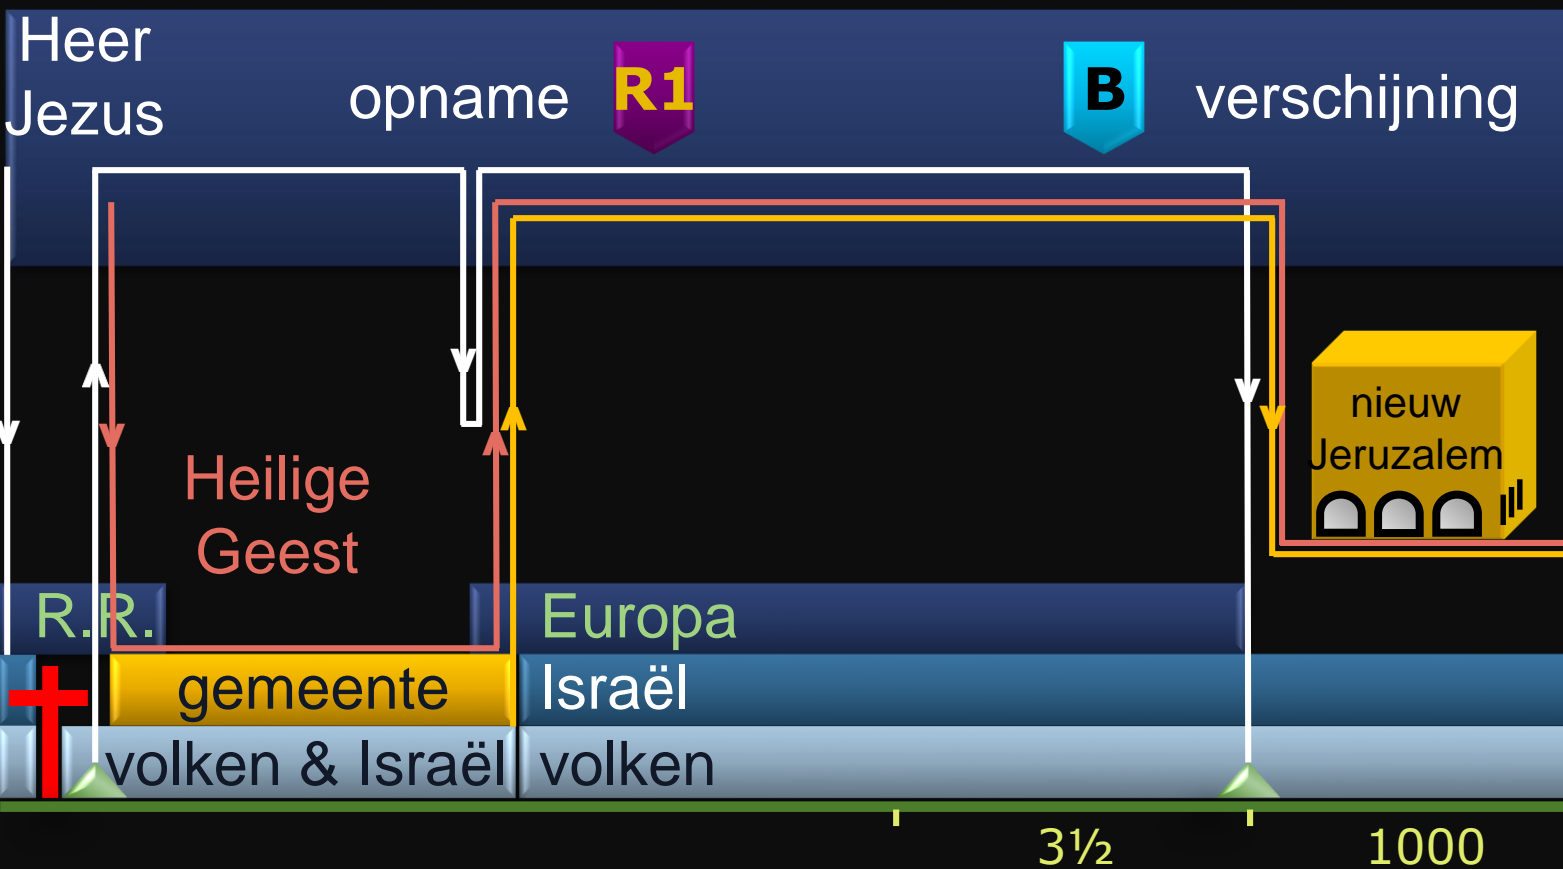 Heer
Jezus
opname
R1
B
verschijning
nieuw
Jeruzalem
Heilige
Geest
R.R.
Europa
gemeente
Israël
volken & Israël
volken
3½
1000